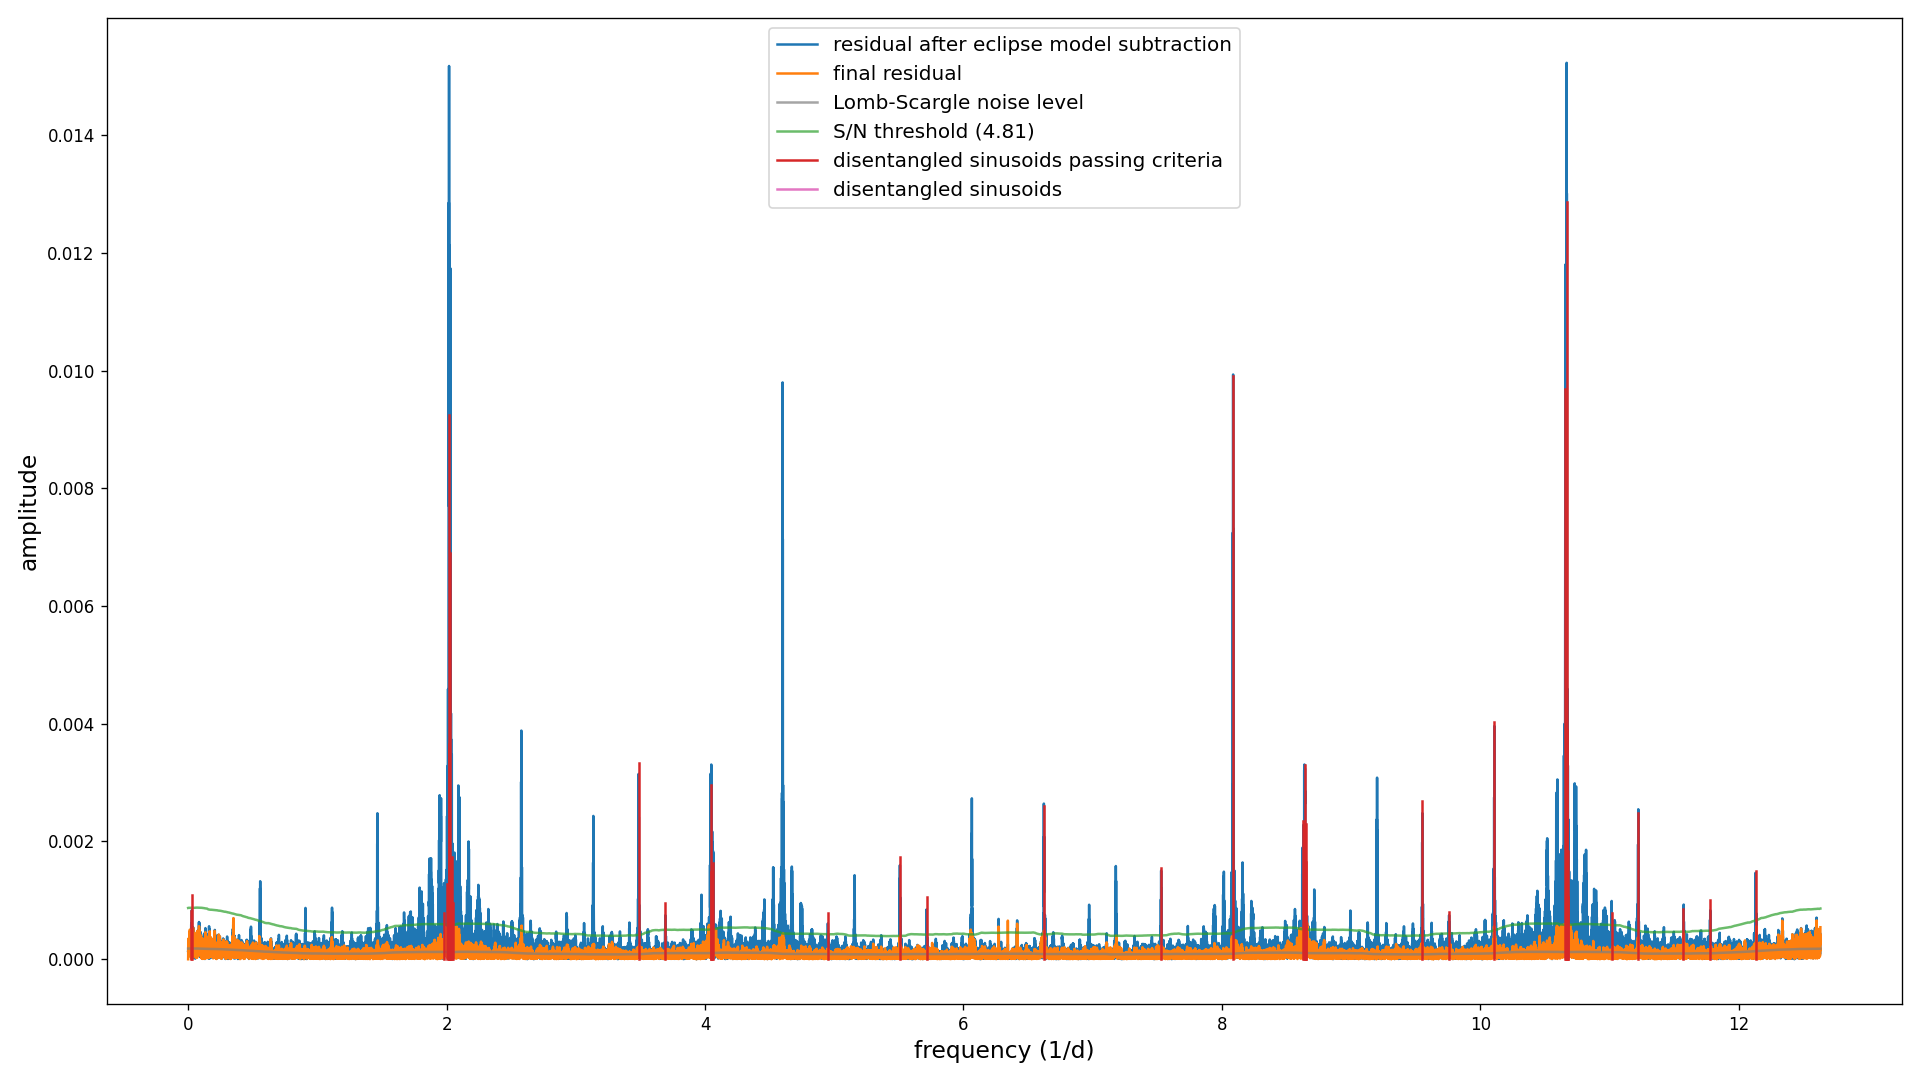 residual after eclipse model subtraction
final residual
Lomb-Scargle noise level
S/N threshold (4.81)
disentangled sinusoids passing criteria
disentangled sinusoids
0.014
0.012
0.010
0.008
0.006
0.004
0.002
0.000
amplitude
0 2 4 6 8 10 12
frequency (1/d)